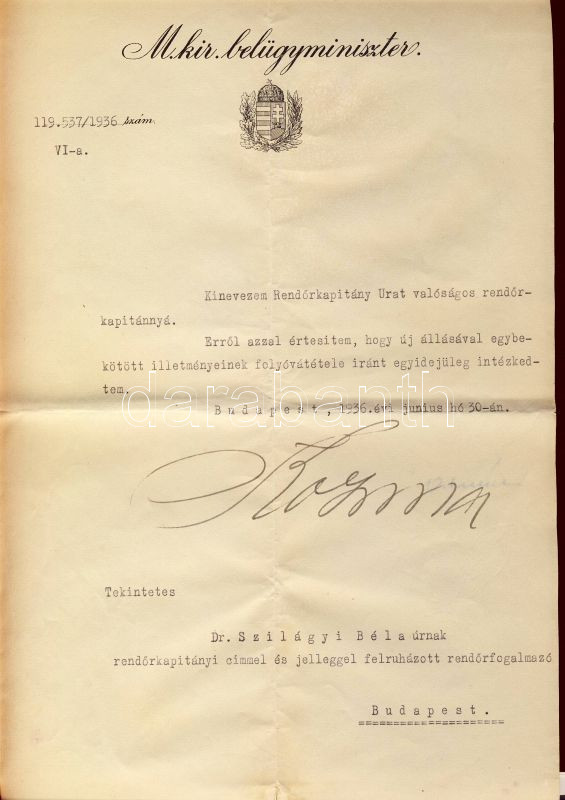 M. kir. belügyminiszter.
119.537/1936 szám.
VI-a.
Kinevezem Rendőrkapitány Urat valóságos rendőr-
kapitánnyá.
Erről azzal értesitem, hogy új állásával egybe-
kötött illetményeinek folyóvátétele iránt egyidejüleg intézked-
tem.
darabanth
Budapest, 1936.évi junius hó 30-án.
Kozma
Tekintetes
Dr. Szilágyi Béla úrnak
rendőrkapitányi cimmel és jelleggel felruházott rendőrfogalmazó
Budapest.